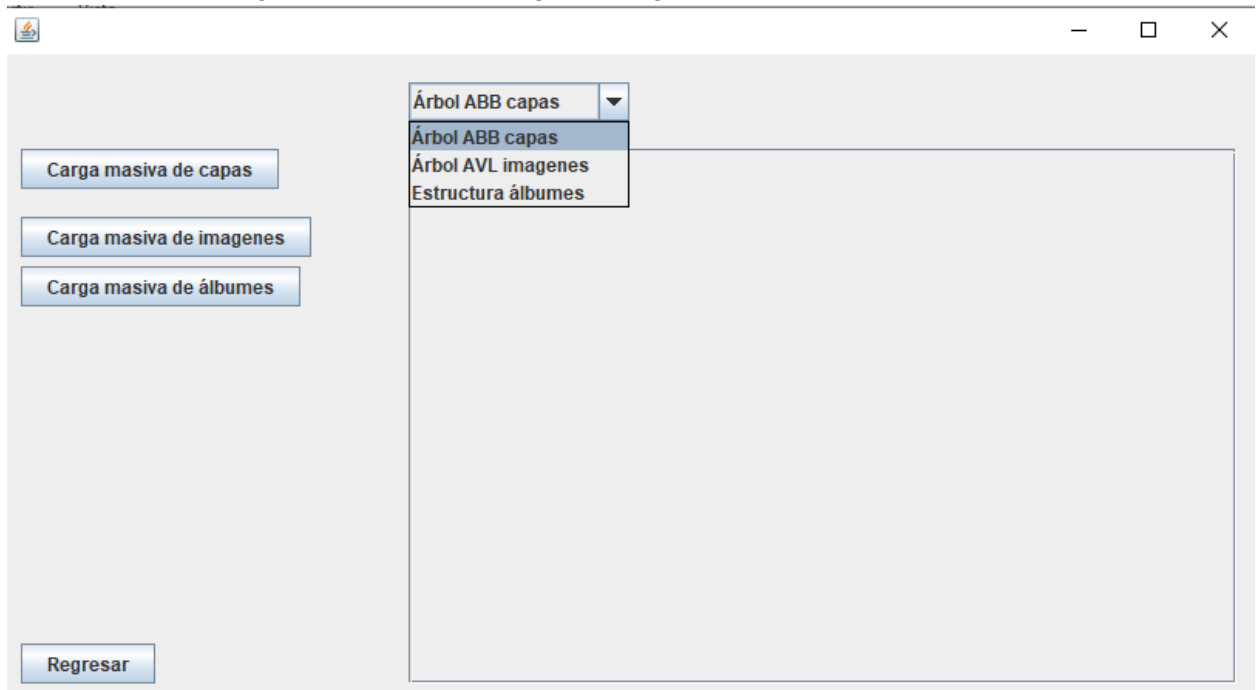 Árbol ABB capas
Árbol ABB capas
Árbol AVL imagenes
Estructura álbumes
Carga masiva de capas
Carga masiva de imagenes
Carga masiva de álbumes
Regresar